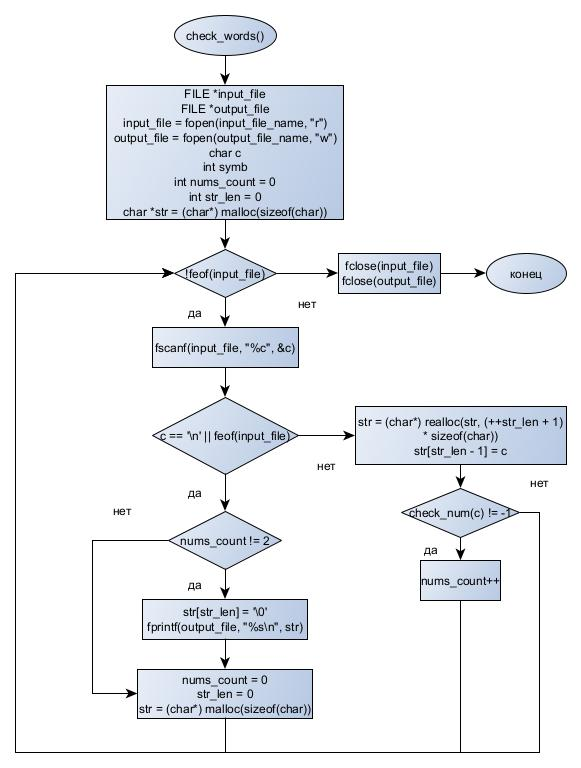 check_words()
FILE *input_file
FILE *output_file
input_file = fopen(input_file_name, "r")
output_file = fopen(output_file_name, "w")
char c
int symb
int nums_count = 0
int str_len = 0
char *str = (char*) malloc(sizeof(char))
!feof(input_file)
fclose(input_file)
fclose(output_file)
конец
нет
да
fscanf(input_file, "%c", &c)
c == '\n' || feof(input_file)
str = (char*) realloc(str, (++str_len + 1)
* sizeof(char))
str[str_len - 1] = c
нет
да
нет
check_num(c) != -1
нет
nums_count != 2
да
nums_count++
да
str[str_len] = '\0'
fprintf(output_file, "%s\n", str)
nums_count = 0
str_len = 0
str = (char*) malloc(sizeof(char))